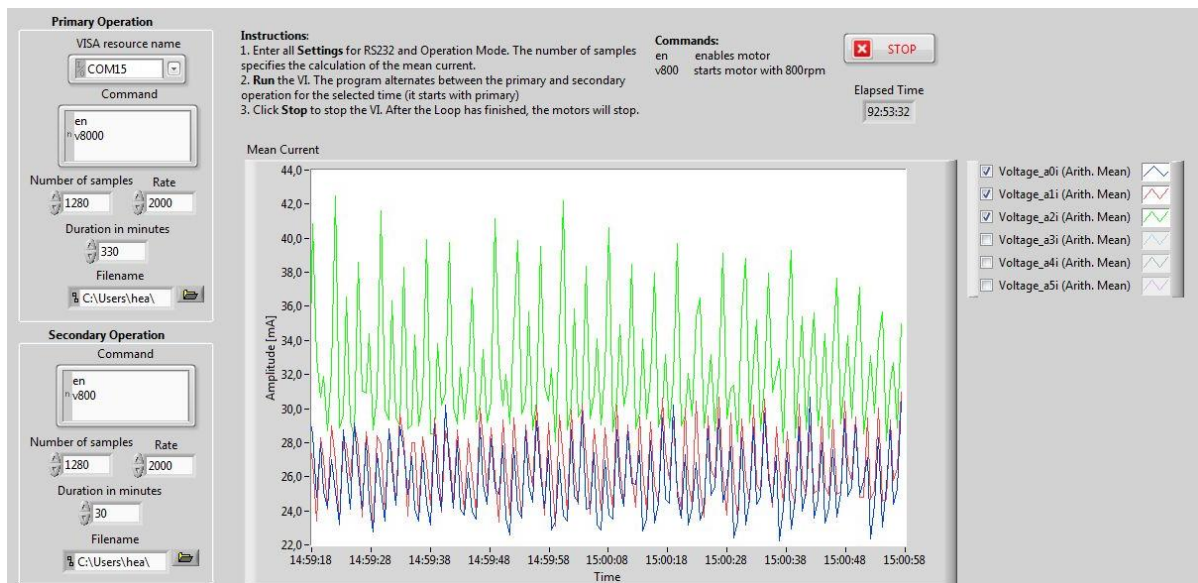 Primary Operation
VISA resource name
COM15
Command
en
v8000
Number of samples Rate
1280 2000
Duration in minutes
330
Filename
C:\Users\hea\
Secondary Operation
Command
en
v800
Number of samples Rate
1280 2000
Duration in minutes
30
Filename
C:\Users\hea\
Instructions:
1. Enter all Settings for RS232 and Operation Mode. The number of samples
specifies the calculation of the mean current.
2. Run the VI. The program alternates between the primary and secondary
operation for the selected time (it starts with primary)
3. Click Stop to stop the VI. After the Loop has finished, the motors will stop.
Commands:
en enables motor
v800 starts motor with 800rpm
STOP
Elapsed Time
92:53:32
Mean Current
Amplitude [mA]
44,0
42,0
40,0
38,0
36,0
34,0
32,0
30,0
28,0
26,0
24,0
22,0
14:59:18 14:59:28 14:59:38 14:59:48 14:59:58 15:00:08 15:00:18 15:00:28 15:00:38 15:00:48 15:00:58
Time
Voltage_a0i (Arith. Mean)
Voltage_a1i (Arith. Mean)
Voltage_a2i (Arith. Mean)
Voltage_a3i (Arith. Mean)
Voltage_a4i (Arith. Mean)
Voltage_a5i (Arith. Mean)